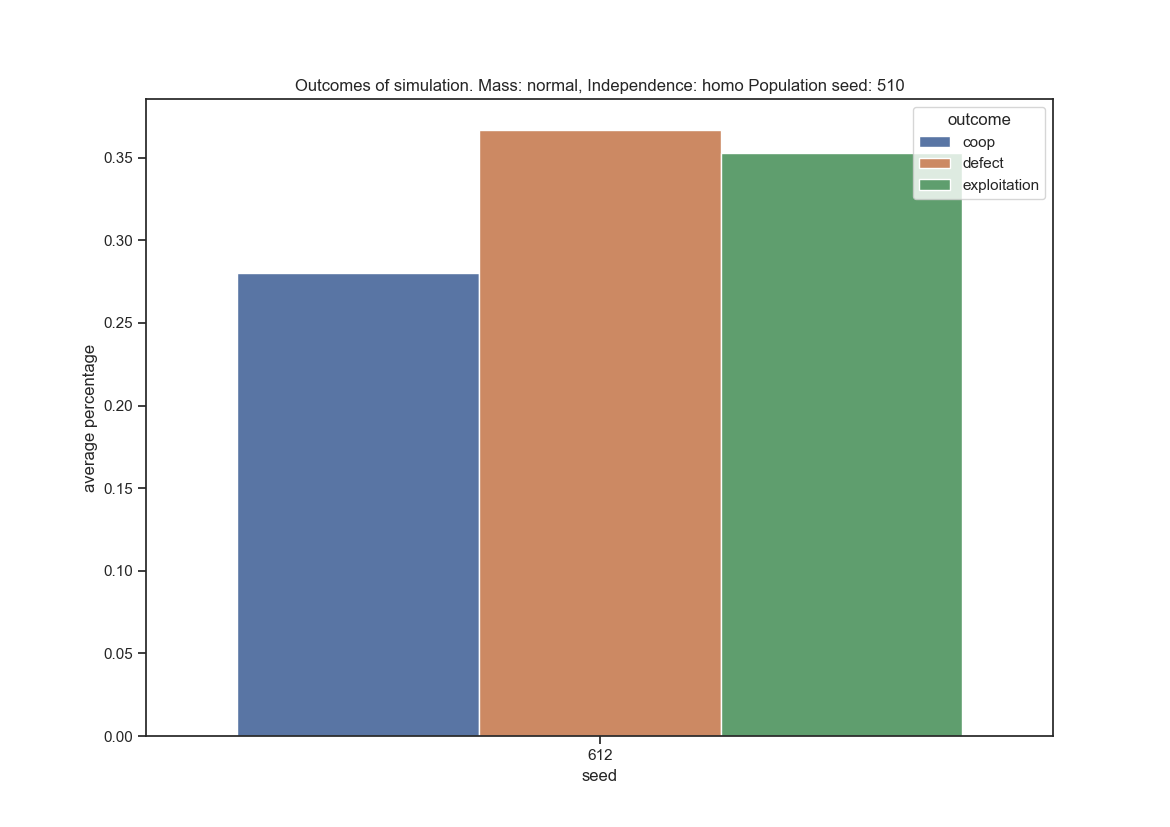 Outcomes of simulation. Mass: normal, Independence: homo Population seed: 510
outcome
coop
defect
exploitation
0.35
0.30
0.25
0.20
0.15
0.10
0.05
0.00
average percentage
612
seed